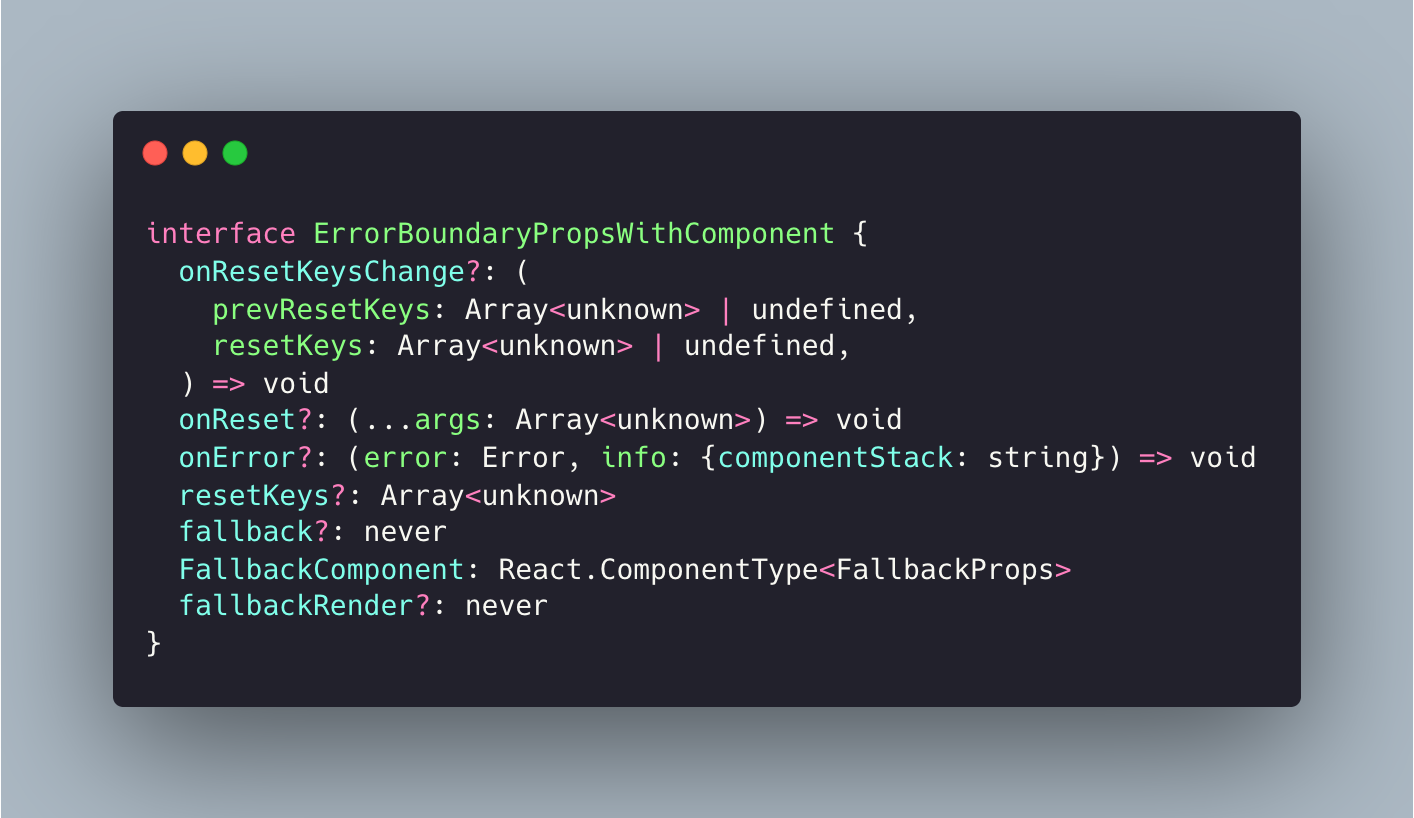 interface ErrorBoundaryPropsWithComponent {
  onResetKeysChange?: (
    prevResetKeys: Array<unknown> | undefined,
    resetKeys: Array<unknown> | undefined,
  ) => void
  onReset?: (...args: Array<unknown>) => void
  onError?: (error: Error, info: {componentStack: string}) => void
  resetKeys?: Array<unknown>
  fallback?: never
  FallbackComponent: React.ComponentType<FallbackProps>
  fallbackRender?: never
}